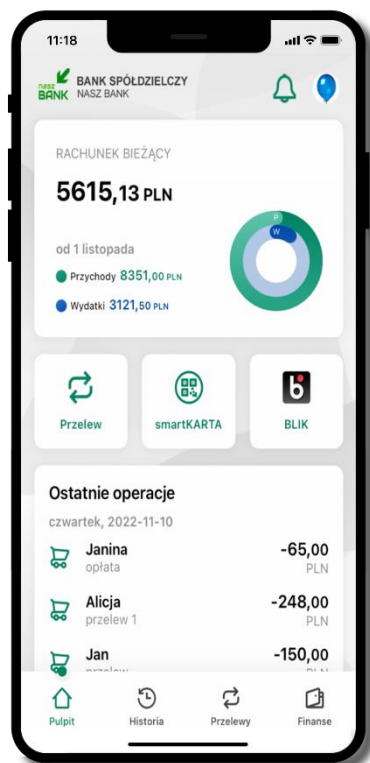 11:18
nasz
BANK
BANK SPÓŁDZIELCZY
NASZ BANK
RACHUNEK BIEŻĄCY
5615,13 PLN
od 1 listopada
Przychody 8351,00 PLN
Wydatki 3121,50 PLN
P
W
Przelew
smartKARTA
BLIK
Ostatnie operacje
czwartek, 2022-11-10
Janina
-65,00
opłata
PLN
Alicja
-248,00
przelew 1
PLN
Jan
-150,00
przelew
PLN
Pulpit
Historia
Przelewy
Finanse